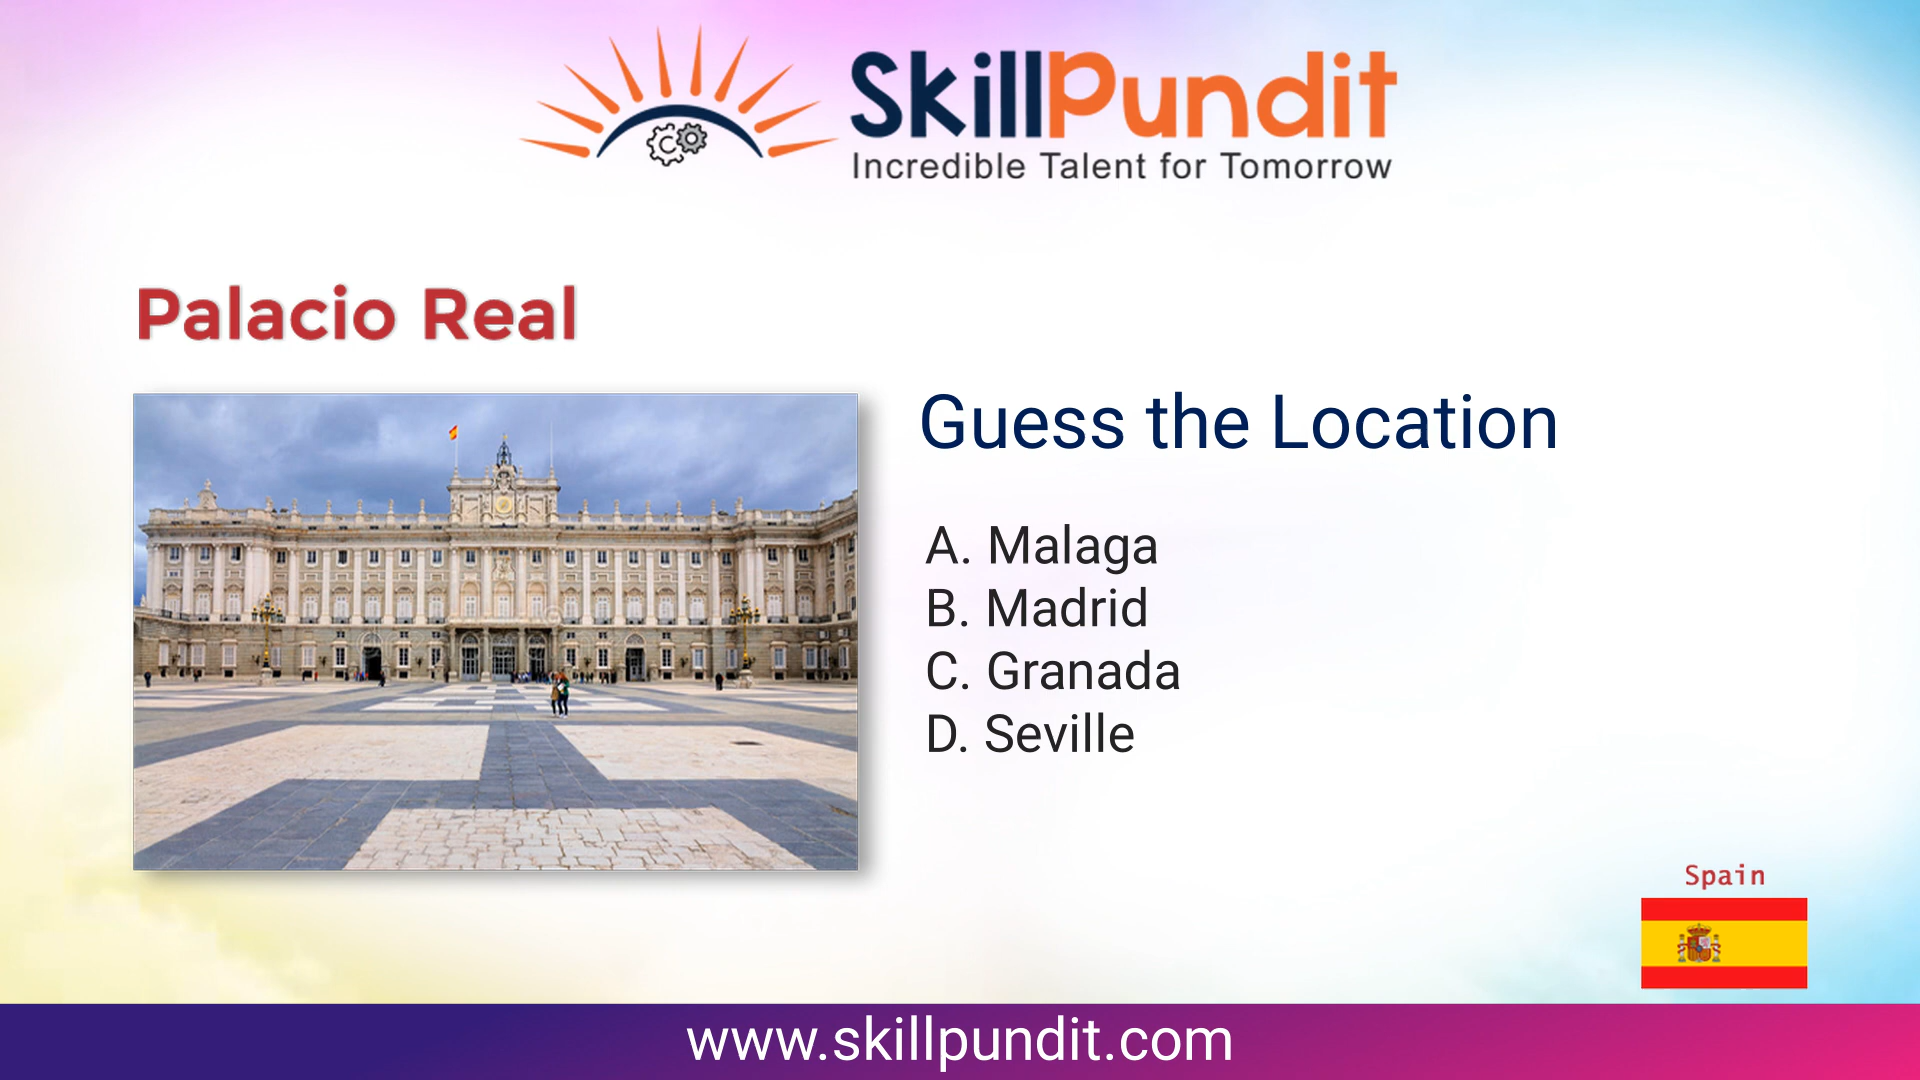 SkillPundit
Incredible Talent for Tomorrow
Palacio Real
Guess the Location
A. Malaga
B. Madrid
C. Granada
D. Seville
Spain
www.skillpundit.com